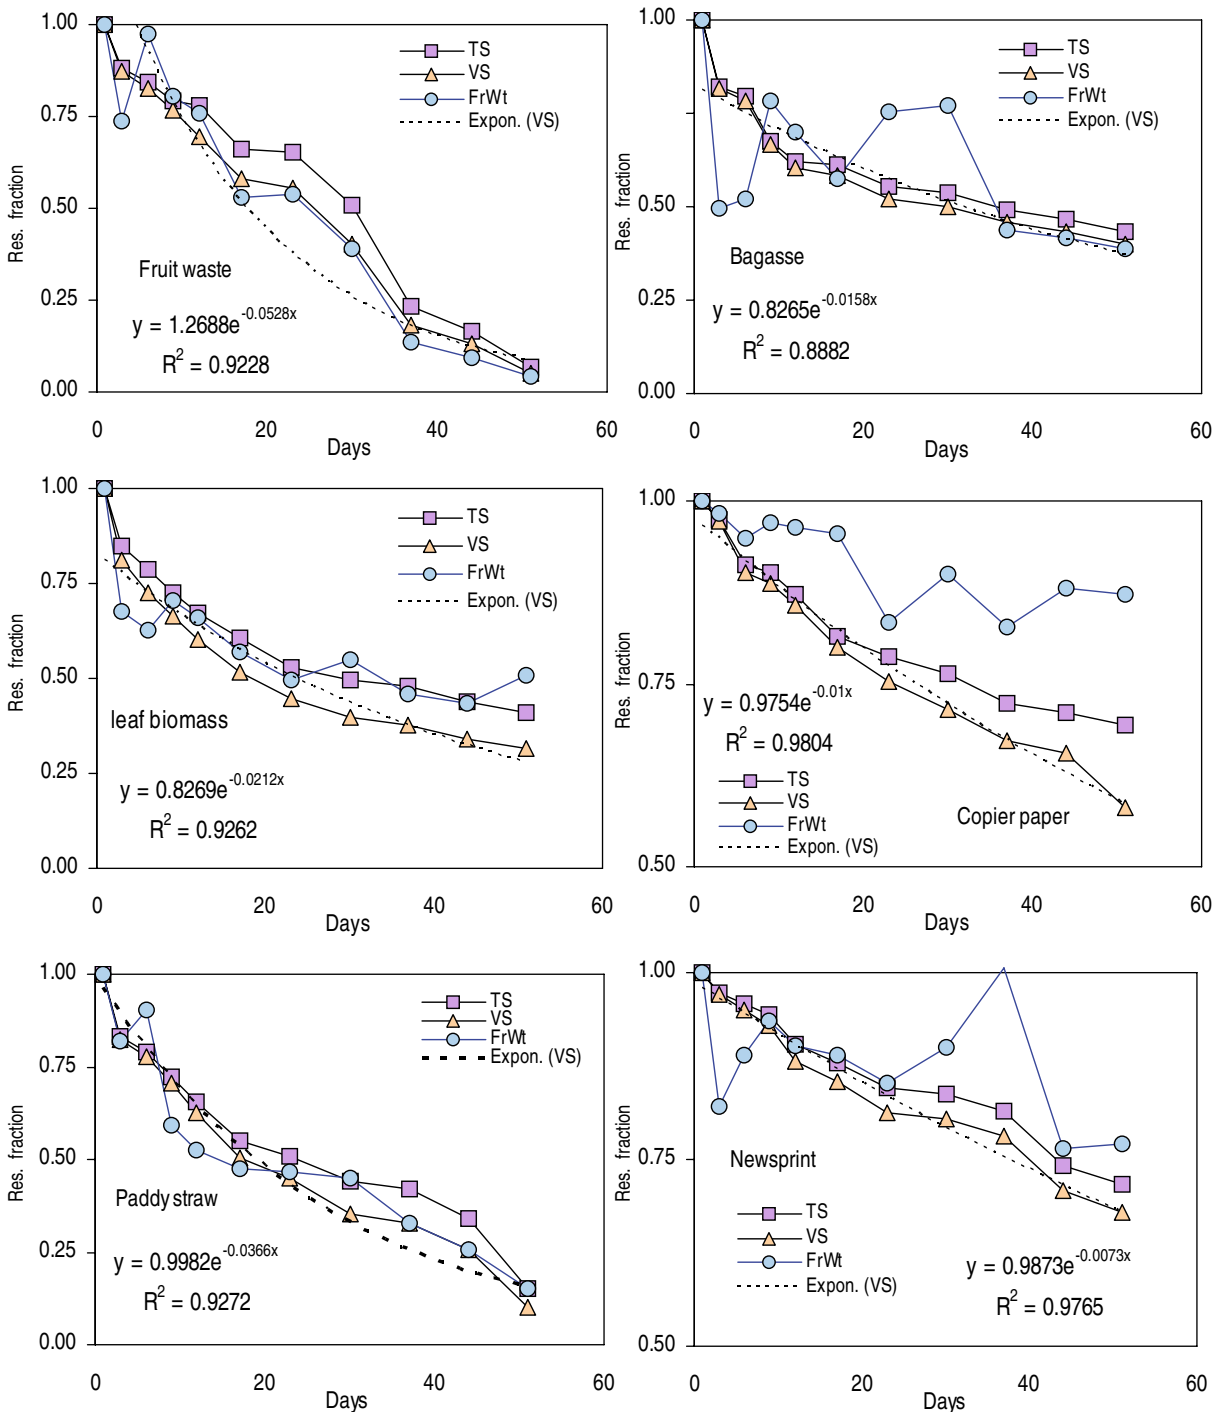 1.00
0.75
0.50
0.25
0.00
Res. fraction
TS
VS
FrWt
Expon. (VS)
Fruit waste
y = 1.2688e^-0.0528x
R^2 = 0.9228
0
20
40
60
Days
1.00
0.75
0.50
0.25
0.00
Res. fraction
TS
VS
FrWt
Expon. (VS)
Bagasse
y = 0.8265e^-0.0158x
R^2 = 0.8882
0
20
40
60
Days
1.00
0.75
0.50
0.25
0.00
Res. fraction
TS
VS
FrWt
Expon. (VS)
leaf biomass
y = 0.8269e^-0.0212x
R^2 = 0.9262
0
20
40
60
Days
1.00
0.75
0.50
Res. fraction
y = 0.9754e^-0.01x
R^2 = 0.9804
TS
VS
FrWt
Expon. (VS)
Copier paper
0
20
40
60
Days
1.00
0.75
0.50
0.25
0.00
Res. fraction
TS
VS
FrWt
Expon. (VS)
Paddy straw
y = 0.9982e^-0.0366x
R^2 = 0.9272
0
20
40
60
Days
1.00
0.75
0.50
Res. fraction
Newsprint
TS
VS
FrWt
Expon. (VS)
y = 0.9873e^-0.0073x
R^2 = 0.9765
0
20
40
60
Days